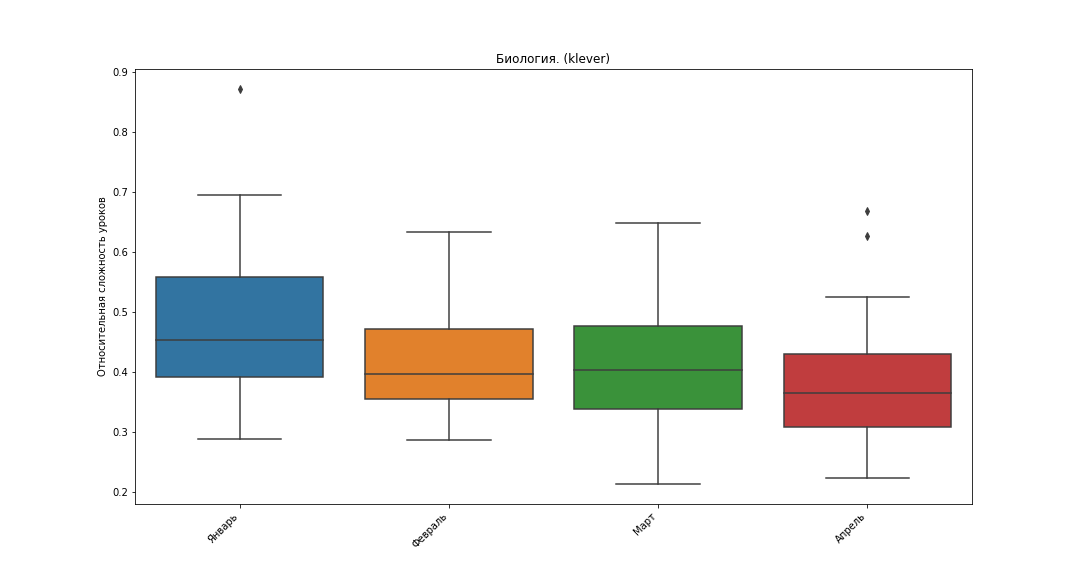 Биология. (klever)
Относительная сложность уроков
0.9
0.8
0.7
0.6
0.5
0.4
0.3
0.2
Январь
Февраль
Март
Апрель